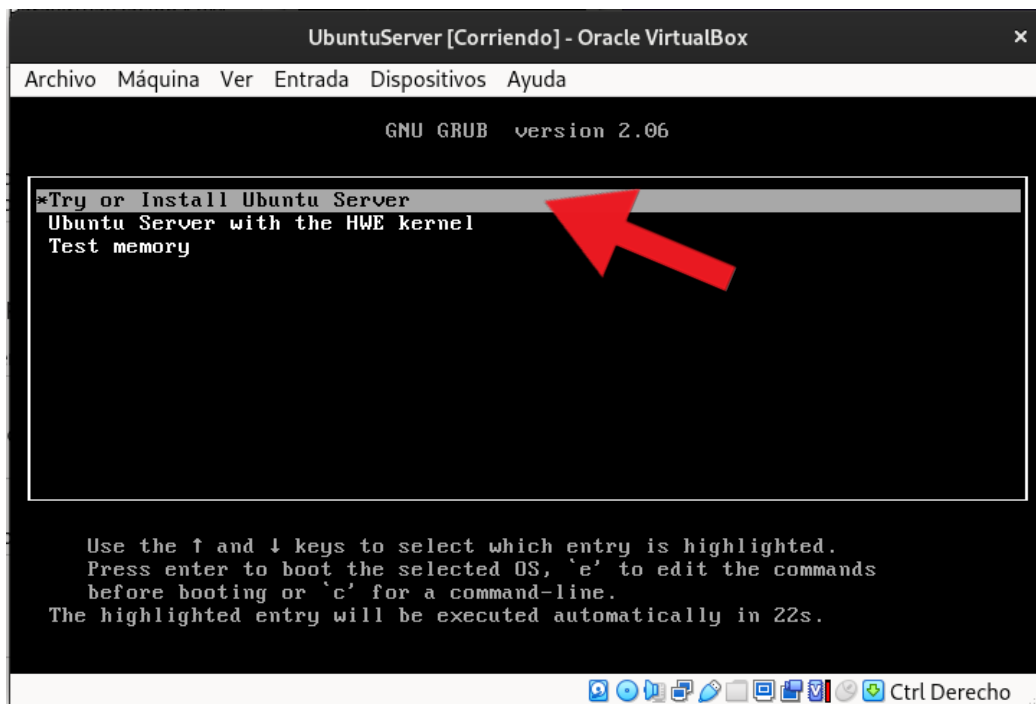 UbuntuServer [Corriendo] - Oracle VirtualBox
Archivo Máquina Ver Entrada Dispositivos Ayuda
GNU GRUB version 2.06
*Try or Install Ubuntu Server
Ubuntu Server with the HWE kernel
Test memory
Use the ↑ and ↓ keys to select which entry is highlighted.
Press enter to boot the selected OS, `e' to edit the commands
before booting or `c' for a command-line.
The highlighted entry will be executed automatically in 22s.
Ctrl Derecho